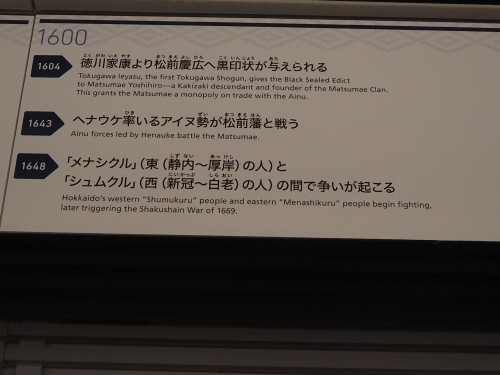 1600
1604
徳川家康より松前慶広へ黒印状が与えられる
Tokugawa Ieyasu, the first Tokugawa Shogun, gives the Black Sealed Edict
to Matsumae Yoshihiro—a Kakizaki descendant and founder of the Matsumae Clan.
This grants the Matsumae a monopoly on trade with the Ainu.
1643
ヘナウケ率いるアイヌ勢が松前藩と戦う
Ainu forces led by Henauke battle the Matsumae.
1648
「メナシクル」（東（静内～厚岸）の人）と
「シュムクル」（西（新冠～白老）の人）の間で争いが起こる
Hokkaido's western "Shumukuru" people and eastern "Menashikuru" people begin fighting,
later triggering the Shakushain War of 1669.